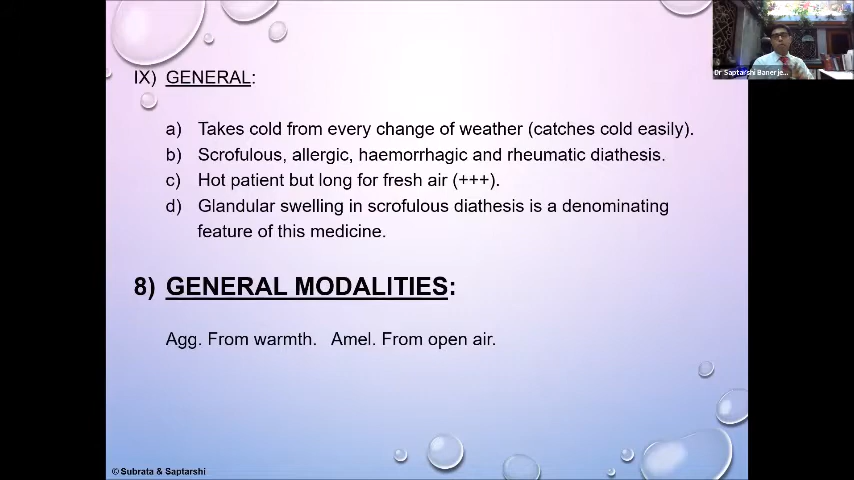 Dr Saptarshi Banerje...
IX) GENERAL:
a) Takes cold from every change of weather (catches cold easily).
b) Scrofulous, allergic, haemorrhagic and rheumatic diathesis.
c) Hot patient but long for fresh air (+++).
d) Glandular swelling in scrofulous diathesis is a denominating
feature of this medicine.
8) GENERAL MODALITIES:
Agg. From warmth. Amel. From open air.
© Subrata & Saptarshi